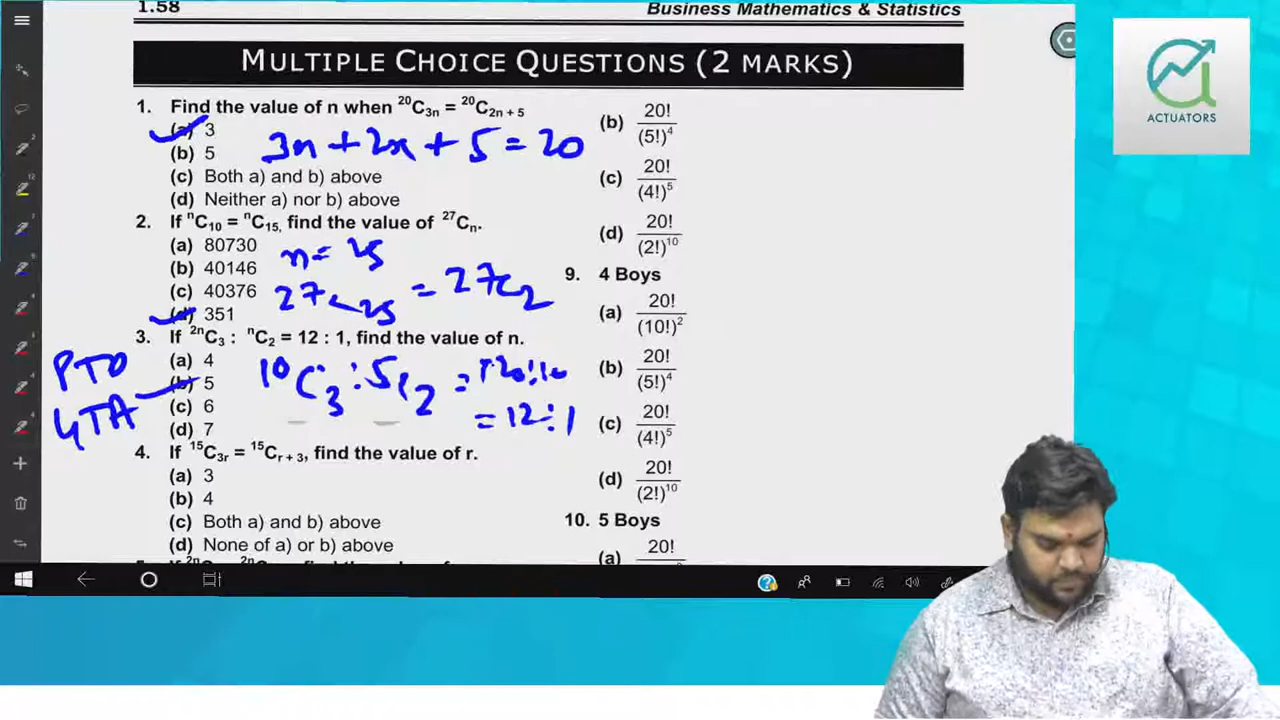 1.58
Business Mathematics & Statistics
MULTIPLE CHOICE QUESTIONS (2 MARKS)
1. Find the value of n when ²⁰C₃ₙ = ²⁰C₂ₙ₊₅
(a) 3
(b) 5
3n + 2n + 5 = 20
(c) Both a) and b) above
(d) Neither a) nor b) above
2. If ⁿC₁₀ = ⁿC₁₅, find the value of ²⁷Cₙ.
(a) 80730
n = 25
(b) 40146
(c) 40376
27C25 = 27C2
(d) 351
3. If ²ⁿC₃ : ⁿC₂ = 12 : 1, find the value of n.
PTO
4TA
(a) 4
(b) 5
10C3 : 5C2 = 120:10
(c) 6
= 12:1
(d) 7
4. If ¹⁵C₃ᵣ = ¹⁵Cᵣ₊₃, find the value of r.
(a) 3
(b) 4
(c) Both a) and b) above
(d) None of a) or b) above
(b) 20!/(5!)⁴
(c) 20!/(4!)⁵
(d) 20!/(2!)¹⁰
9. 4 Boys
(a) 20!/(10!)²
(b) 20!/(5!)⁴
(c) 20!/(4!)⁵
(d) 20!/(2!)¹⁰
10. 5 Boys
(a) 20!
ACTUATORS